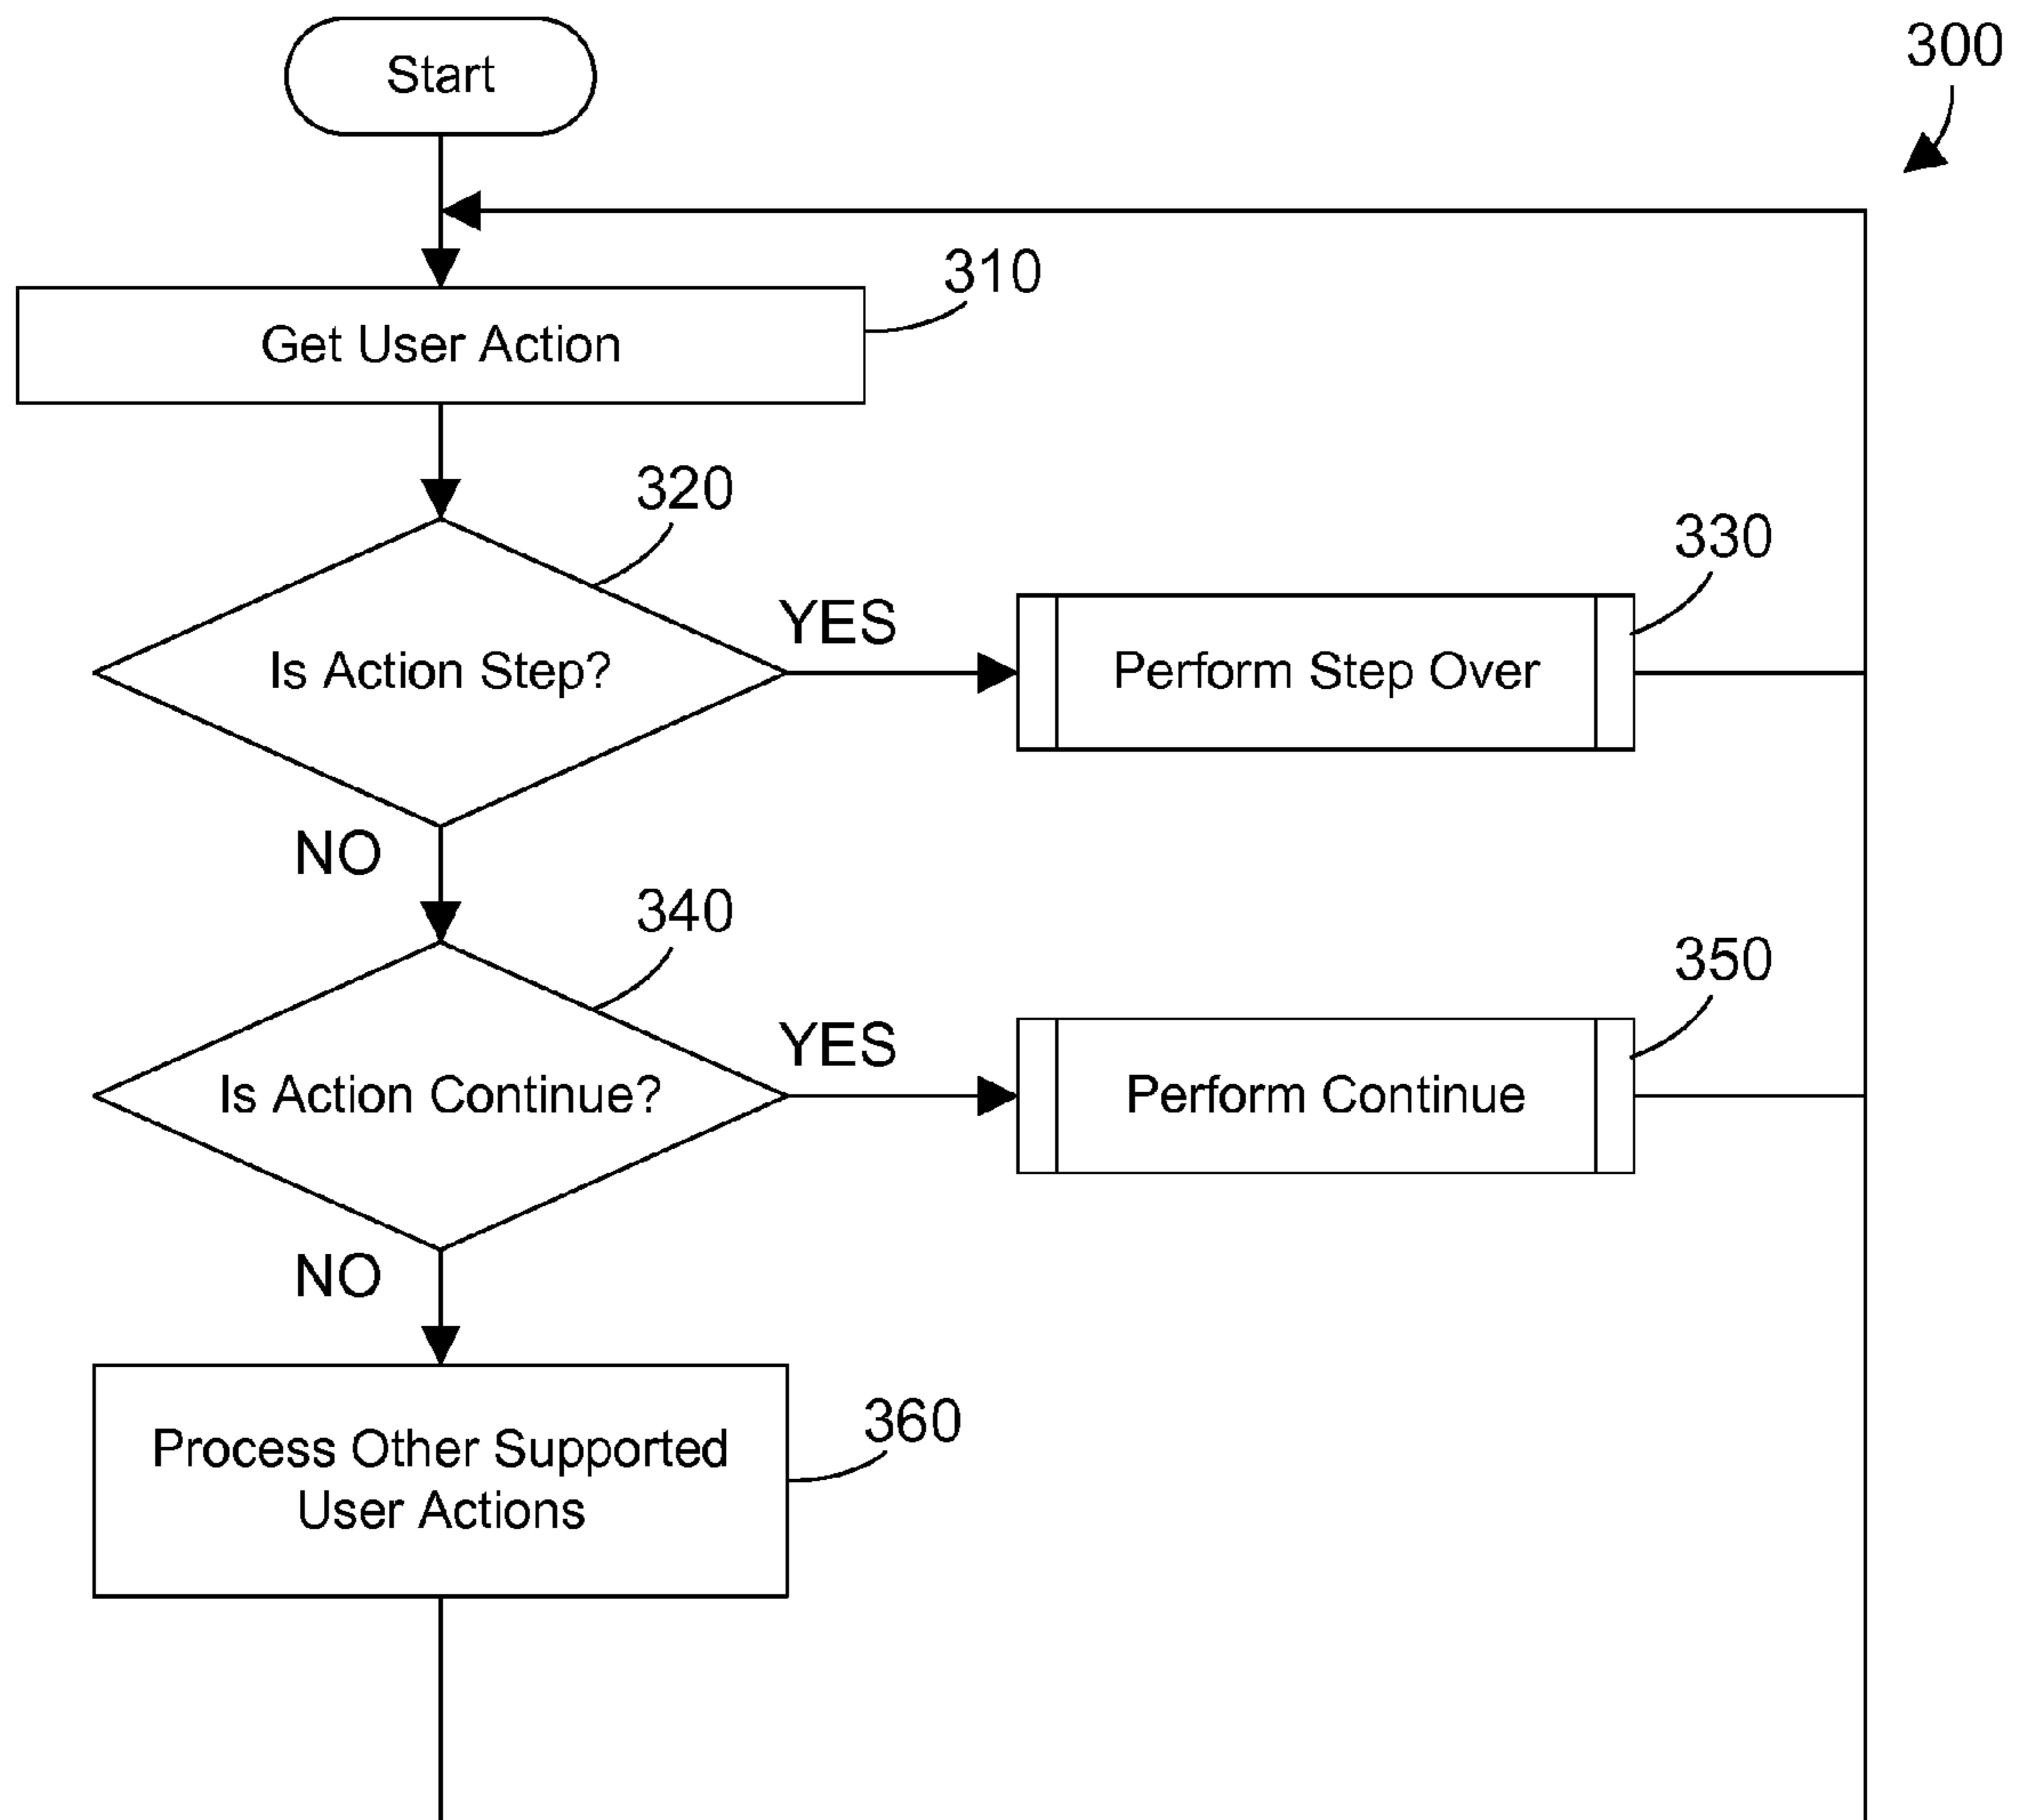 Start
300
310
Get User Action
320
330
YES
Is Action Step?
Perform Step Over
NO
340
350
YES
Is Action Continue?
Perform Continue
NO
360
Process Other Supported
User Actions